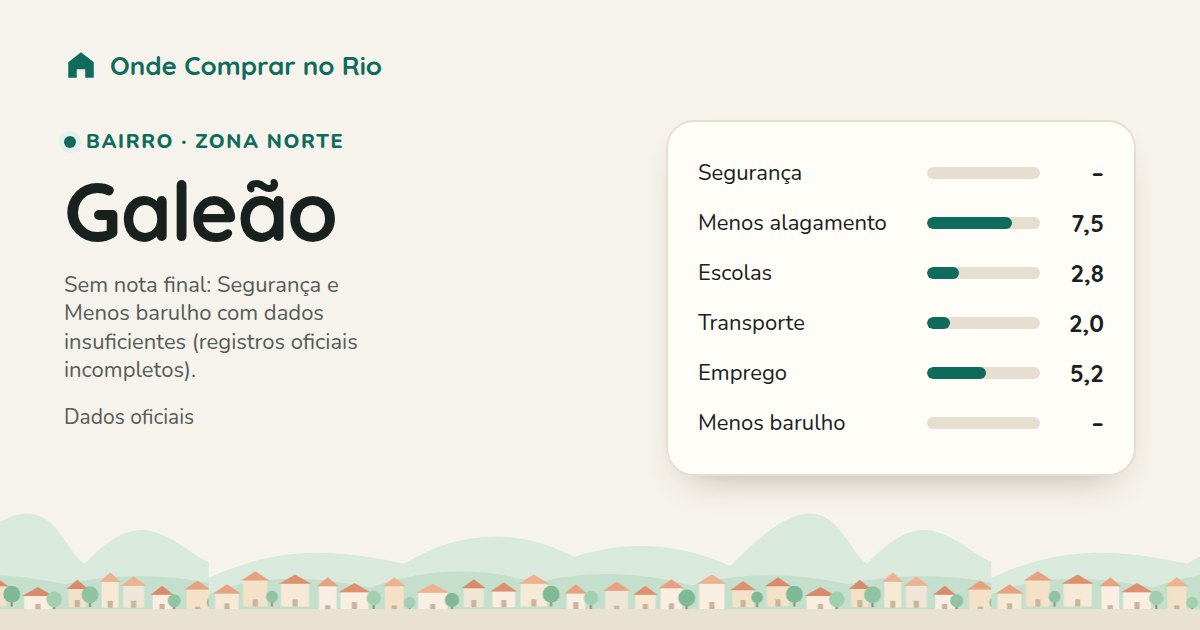 Onde Comprar no Rio
BAIRRO · ZONA NORTE
Galeão
Sem nota final: Segurança e
Menos barulho com dados
insuficientes (registros oficiais
incompletos).
Dados oficiais
Segurança –
Menos alagamento 7,5
Escolas 2,8
Transporte 2,0
Emprego 5,2
Menos barulho –